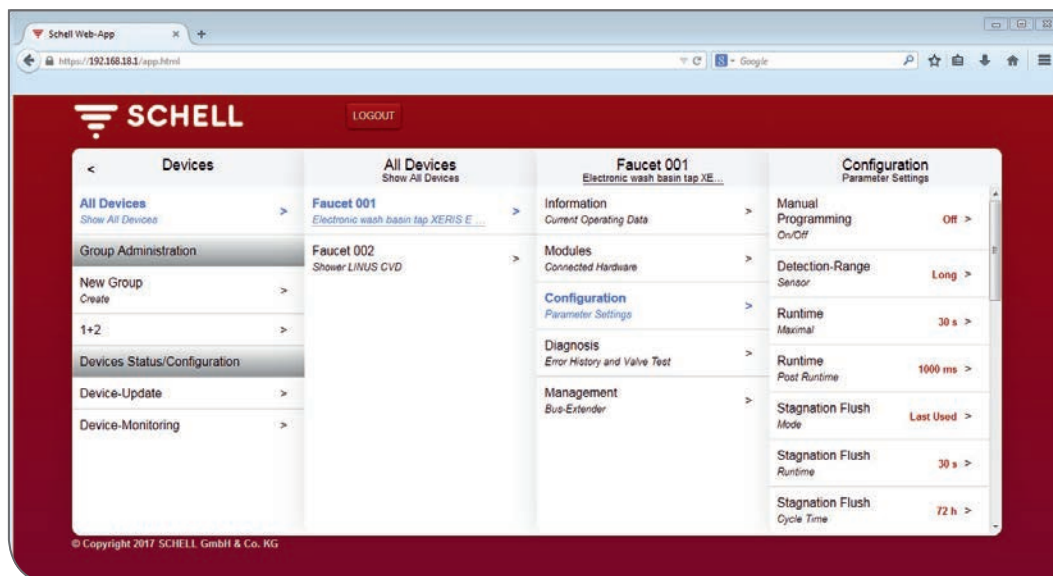 Schell Web-App
https://192.168.18.1/app.html
Google
SCHELL
LOGOUT
<
Devices
All Devices
Show All Devices
>
Group Administration
New Group
Create
>
1+2
>
Devices Status/Configuration
Device-Update
>
Device-Monitoring
>
All Devices
Show All Devices
Faucet 001
Electronic wash basin tap XERIS E ...
>
Faucet 002
Shower LINUS CVD
>
Faucet 001
Electronic wash basin tap XE...
Information
Current Operating Data
>
Modules
Connected Hardware
>
Configuration
Parameter Settings
>
Diagnosis
Error History and Valve Test
>
Management
Bus-Extender
>
Configuration
Parameter Settings
Manual
Programming
On/Off
Off >
Detection-Range
Sensor
Long >
Runtime
Maximal
30 s >
Runtime
Post Runtime
1000 ms >
Stagnation Flush
Mode
Last Used >
Stagnation Flush
Runtime
30 s >
Stagnation Flush
Cycle Time
72 h >
© Copyright 2017 SCHELL GmbH & Co. KG